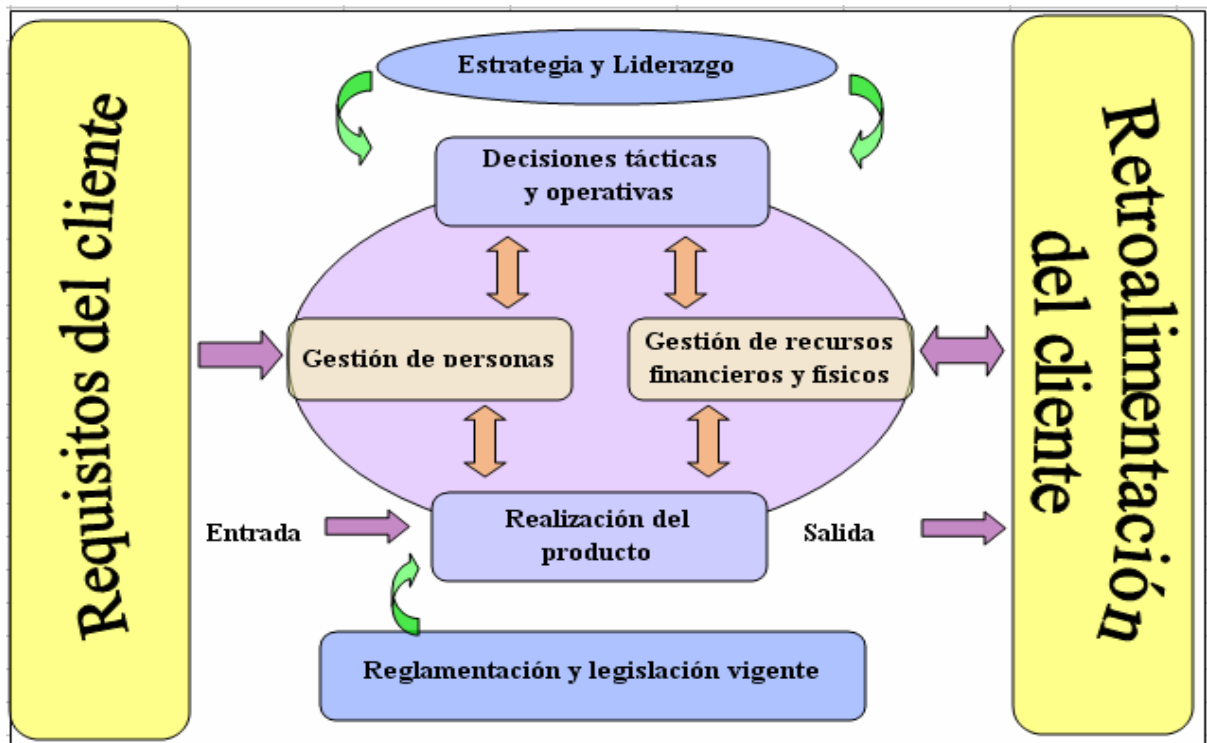 Requisitos del cliente
Estrategia y Liderazgo
Decisiones tácticas
y operativas
Gestión de personas
Gestión de recursos
financieros y físicos
Entrada
Realización del
producto
Salida
Reglamentación y legislación vigente
Retroalimentación
del cliente